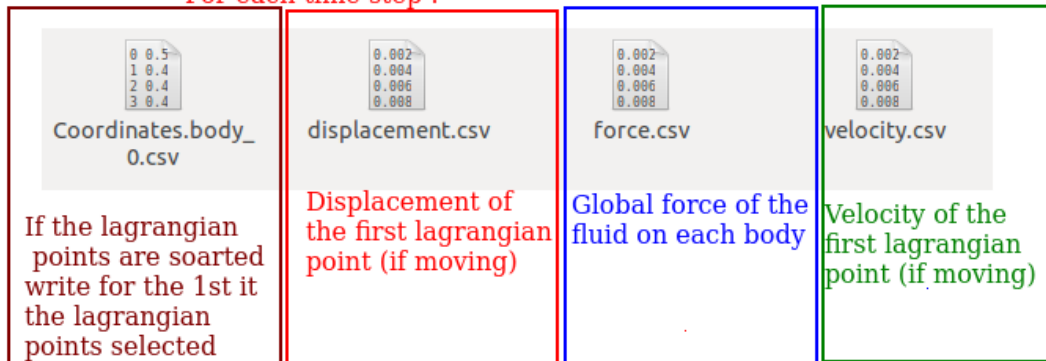 For each time step :
0 0.5
1 0.4
2 0.4
3 0.4
Coordinates.body_
0.csv
If the lagrangian
points are soarted
write for the 1st it
the lagrangian
points selected
0.002
0.004
0.006
0.008
displacement.csv
Displacement of
the first lagrangian
point (if moving)
0.002
0.004
0.006
0.008
force.csv
Global force of the
fluid on each body
0.002
0.004
0.006
0.008
velocity.csv
Velocity of the
first lagrangian
point (if moving)